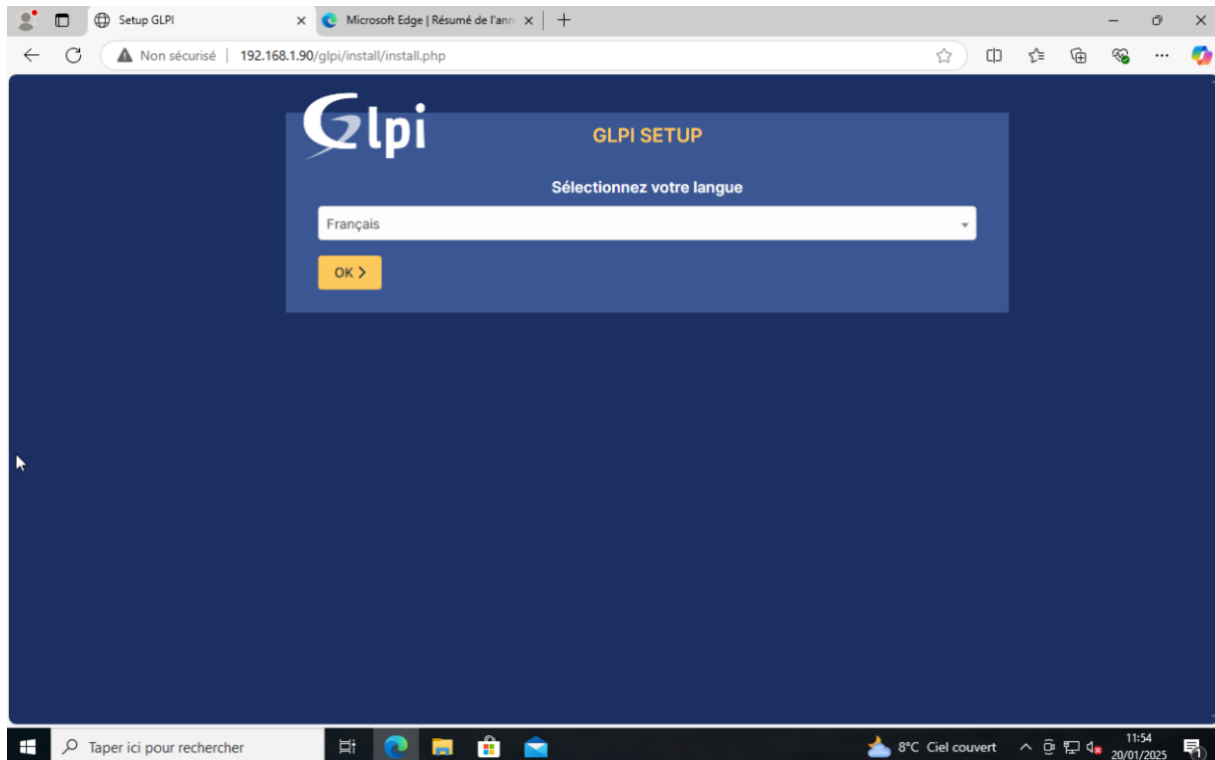 Setup GLPI
Microsoft Edge | Résumé de l'ann
Non sécurisé | 192.168.1.90/glpi/install/install.php
Glpi
GLPI SETUP
Sélectionnez votre langue
Français
OK
Taper ici pour rechercher
8°C Ciel couvert
11:54
20/01/2025
1